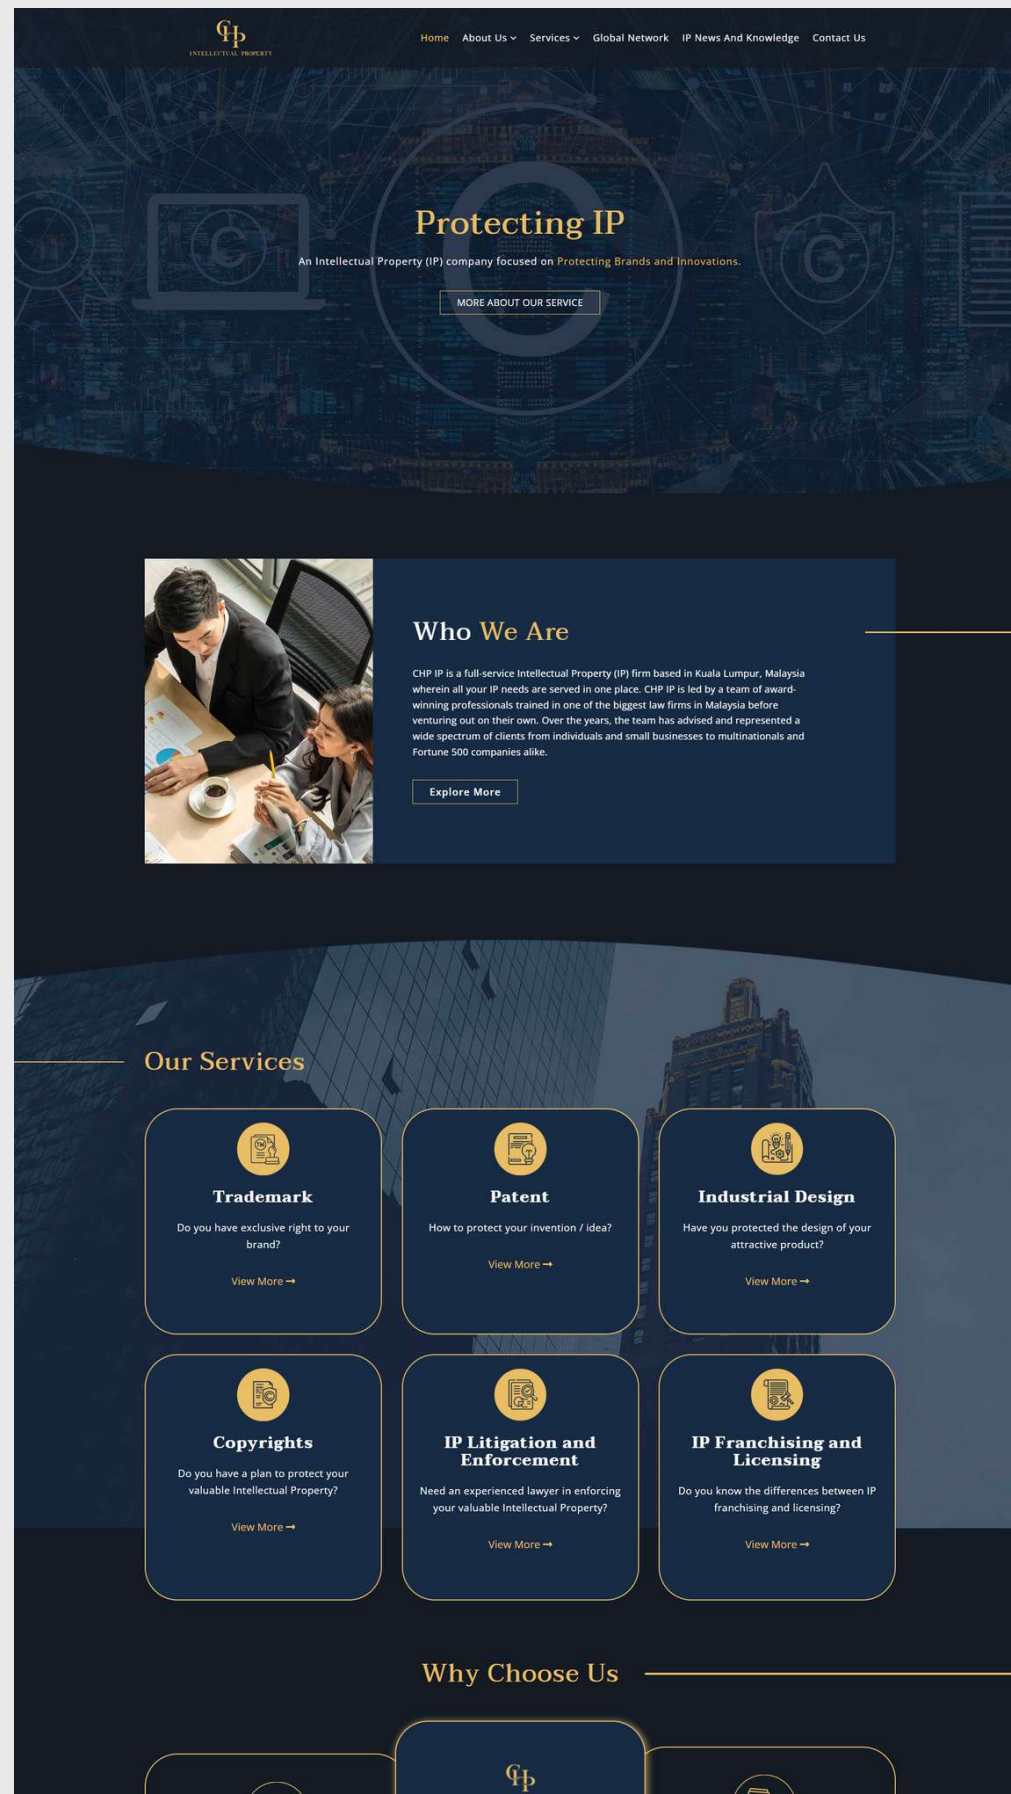 CHP
INTELLECTUAL PROPERTY
Home About Us Services Global Network IP News And Knowledge Contact Us
Protecting IP
An Intellectual Property (IP) company focused on Protecting Brands and Innovations.
MORE ABOUT OUR SERVICE
Who We Are
CHP IP is a full-service Intellectual Property (IP) firm based in Kuala Lumpur, Malaysia
wherein all your IP needs are served in one place. CHP IP is led by a team of award-
winning professionals trained in one of the biggest law firms in Malaysia before
venturing out on their own. Over the years, the team has advised and represented a
wide spectrum of clients from individuals and small businesses to multinationals and
Fortune 500 companies alike.
Explore More
Our Services
TM
Trademark
Do you have exclusive right to your
brand?
View More
Patent
How to protect your invention / idea?
View More
Industrial Design
Have you protected the design of your
attractive product?
View More
Copyrights
Do you have a plan to protect your
valuable Intellectual Property?
View More
IP Litigation and
Enforcement
Need an experienced lawyer in enforcing
your valuable Intellectual Property?
View More
IP Franchising and
Licensing
Do you know the differences between IP
franchising and licensing?
View More
Why Choose Us
CHP